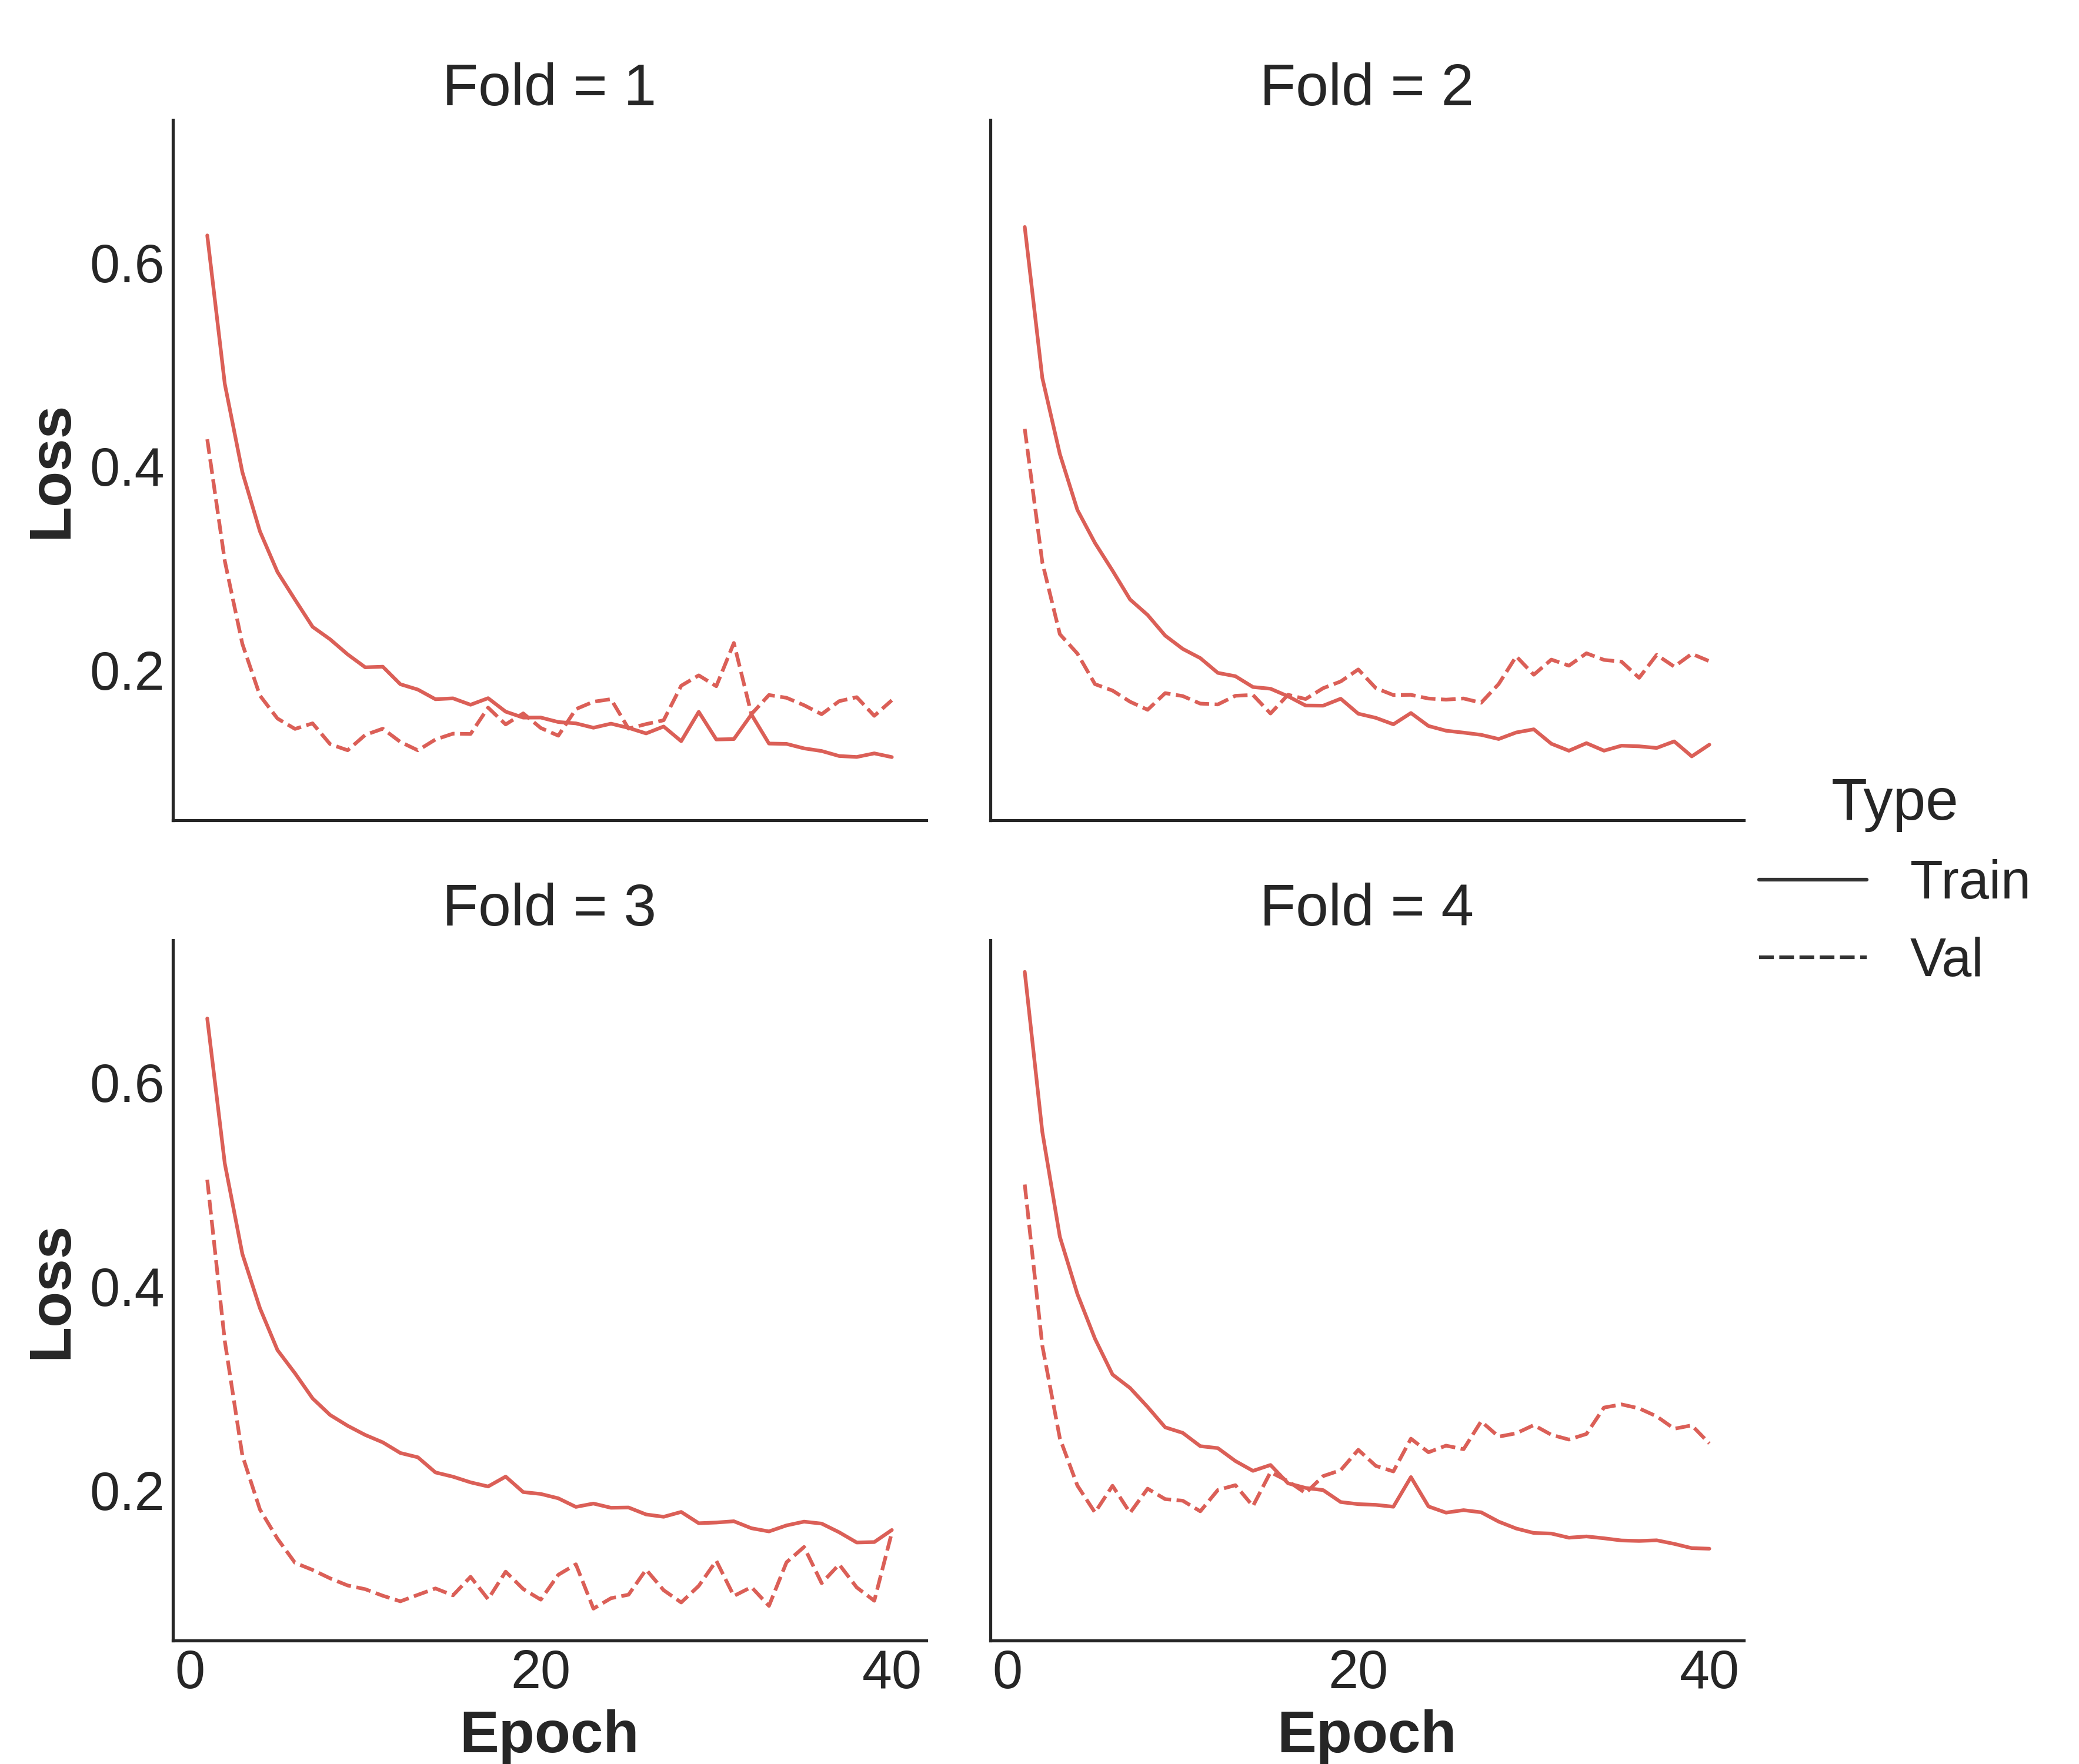 Fold = 1
Fold = 2
Loss
0.6
0.4
0.2
Type
Train
Val
Fold = 3
Fold = 4
Loss
0.6
0.4
0.2
0
20
40
0
20
40
Epoch
Epoch